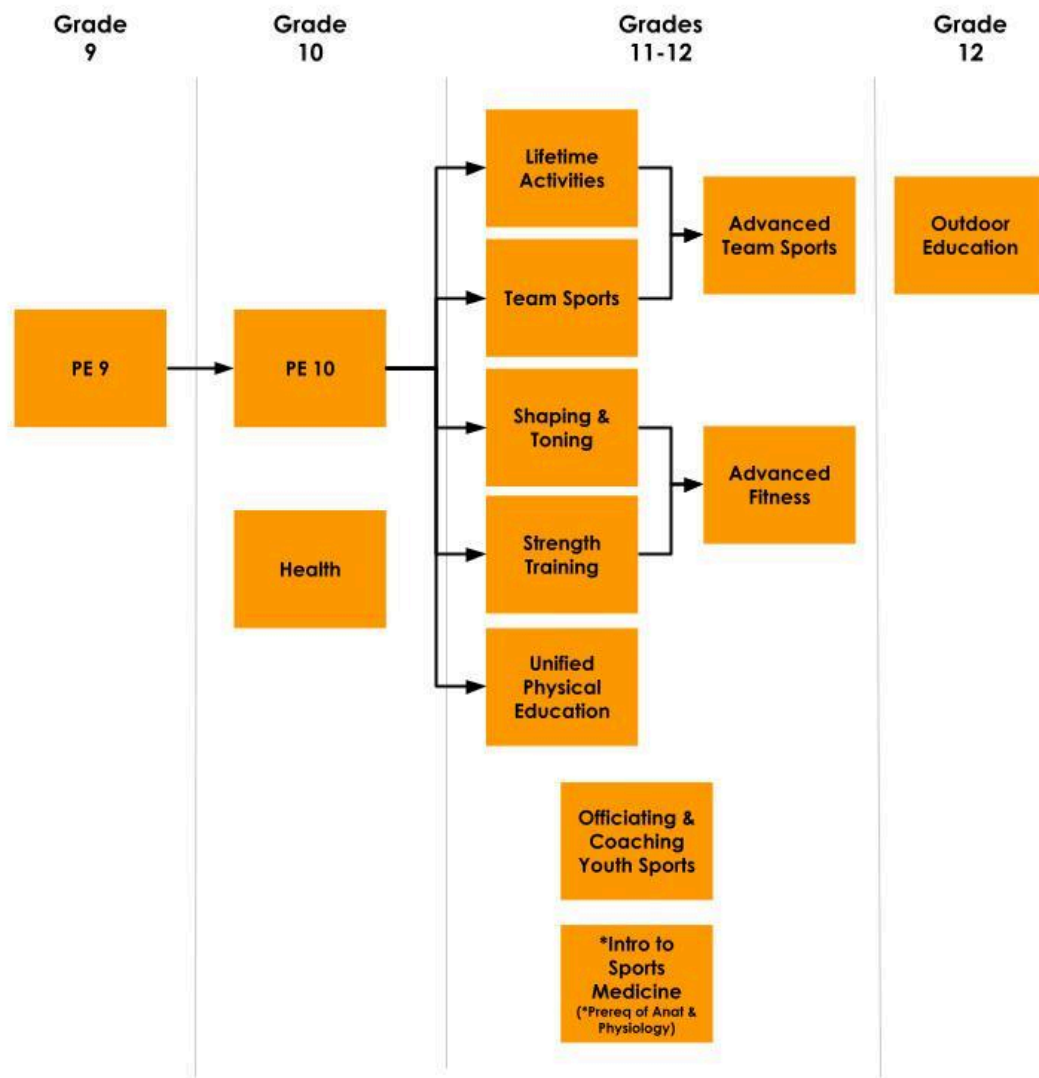 Grade
9
Grade
10
Grades
11-12
Grade
12
PE 9
PE 10
Health
Lifetime
Activities
Team Sports
Shaping &
Toning
Strength
Training
Unified
Physical
Education
Advanced
Team Sports
Advanced
Fitness
Outdoor
Education
Officiating &
Coaching
Youth Sports
*Intro to
Sports
Medicine
(*Prereq of Anat &
Physiology)